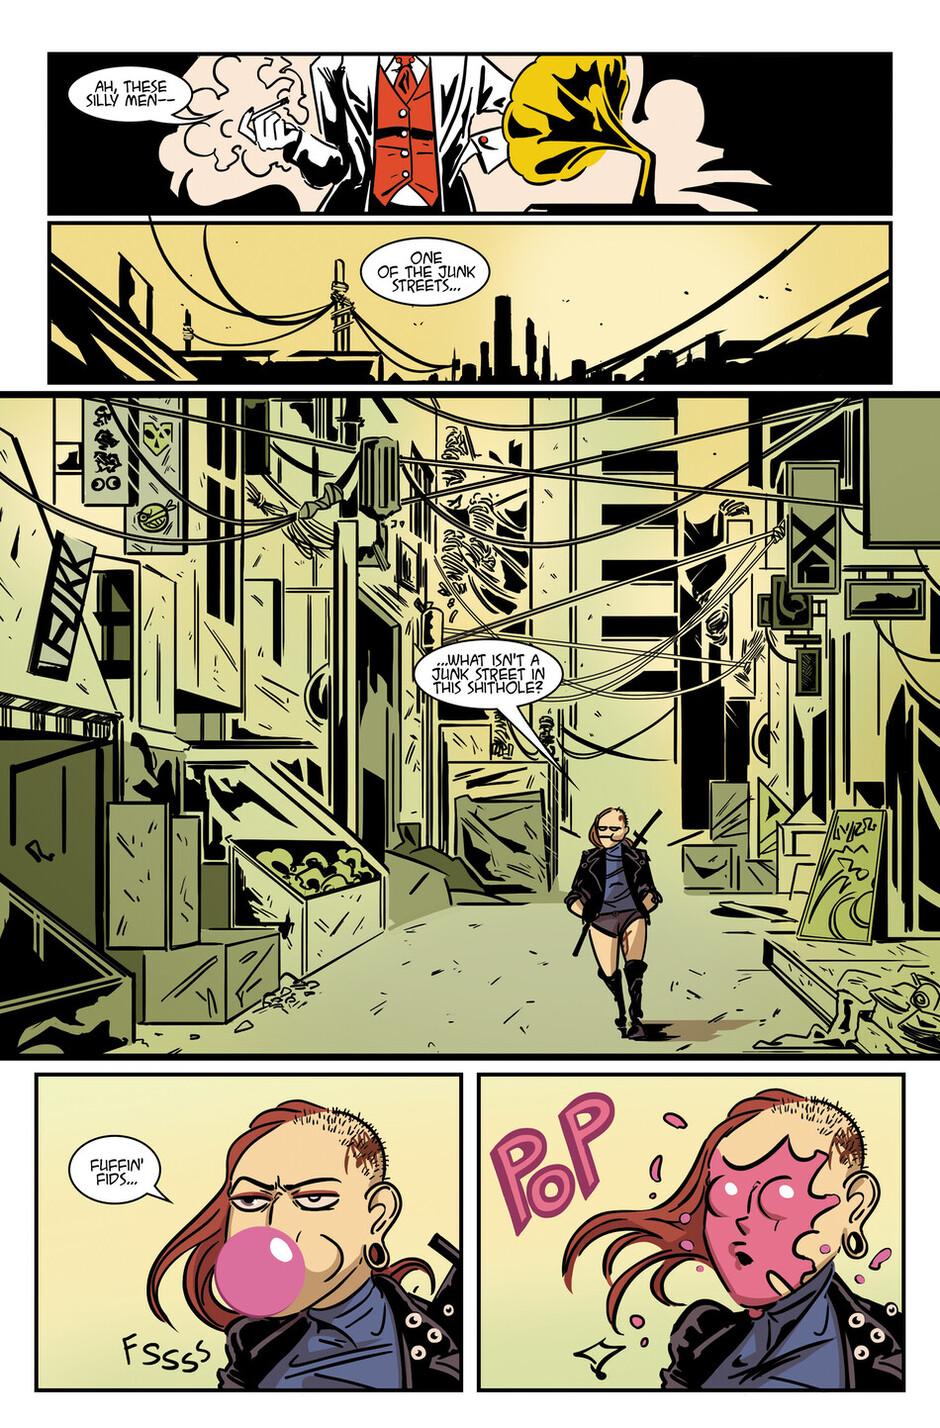 AH, THESE
SILLY MEN--
ONE
OF THE JUNK
STREETS...
...WHAT ISN'T A
JUNK STREET IN
THIS SHITHOLE?
FUFFIN'
FIDS...
FSSSS
POP